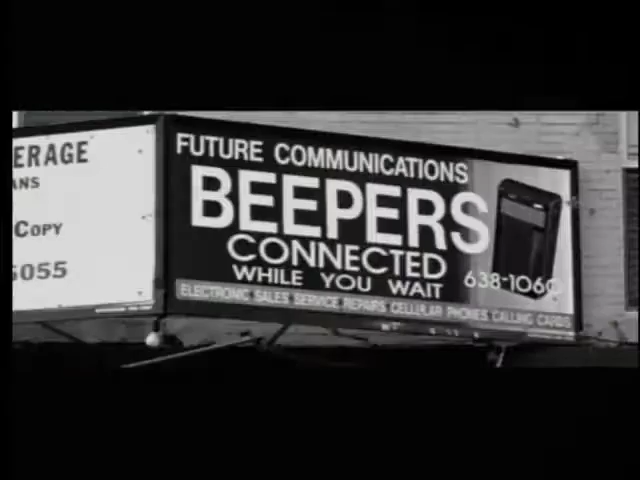 ERAGE
ANS
COPY
5055
FUTURE COMMUNICATIONS
BEEPERS
CONNECTED
WHILE YOU WAIT 638-1060
ELECTRONIC SALES SERVICE REPAIRS CELLULAR PHONES CALLING CARDS